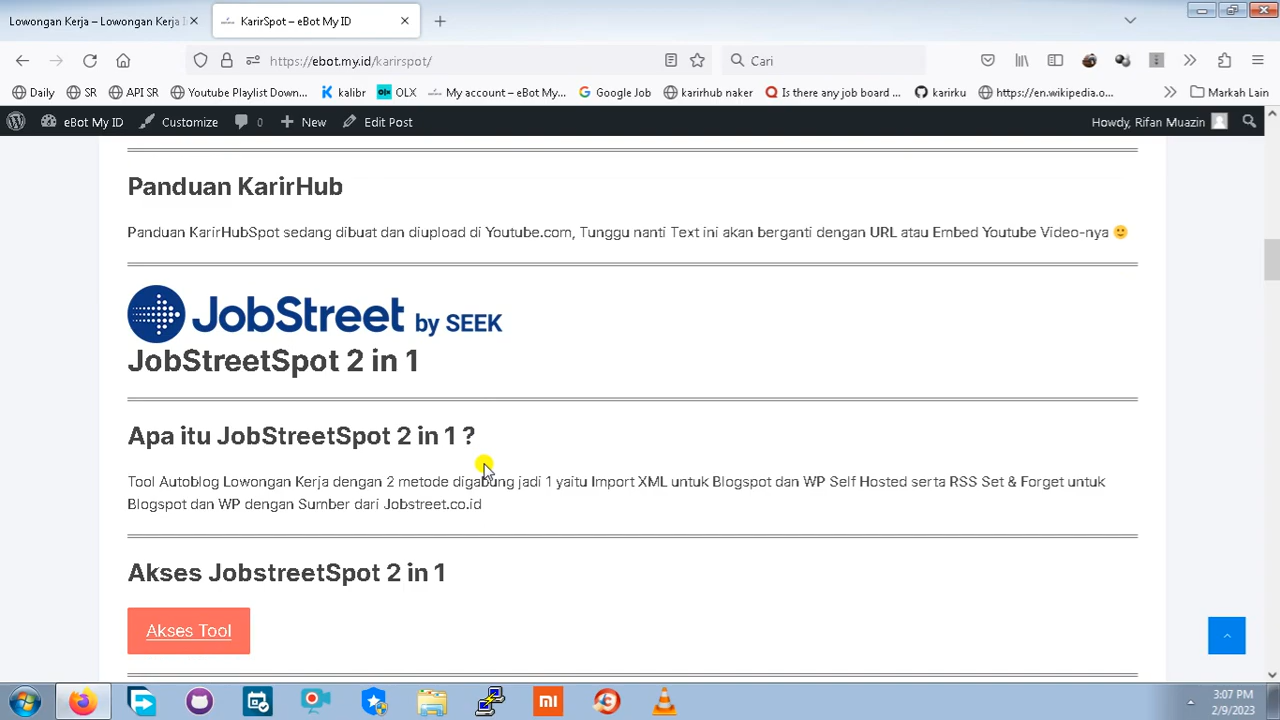 Lowongan Kerja – Lowongan Kerja I
KarirSpot – eBot My ID
https://ebot.my.id/karirspot/
Cari
Daily
SR
API SR
Youtube Playlist Down...
kalibr
OLX
My account – eBot My...
Google Job
karirhub naker
Is there any job board ...
karirku
https://en.wikipedia.o...
Markah Lain
eBot My ID
Customize
0
New
Edit Post
Howdy, Rifan Muazin
Panduan KarirHub
Panduan KarirHubSpot sedang dibuat dan diupload di Youtube.com, Tunggu nanti Text ini akan berganti dengan URL atau Embed Youtube Video-nya 🙂
JobStreet by SEEK
JobStreetSpot 2 in 1
Apa itu JobStreetSpot 2 in 1 ?
Tool Autoblog Lowongan Kerja dengan 2 metode digabung jadi 1 yaitu Import XML untuk Blogspot dan WP Self Hosted serta RSS Set & Forget untuk
Blogspot dan WP dengan Sumber dari Jobstreet.co.id
Akses JobstreetSpot 2 in 1
Akses Tool
mi
3:07 PM
2/9/2023